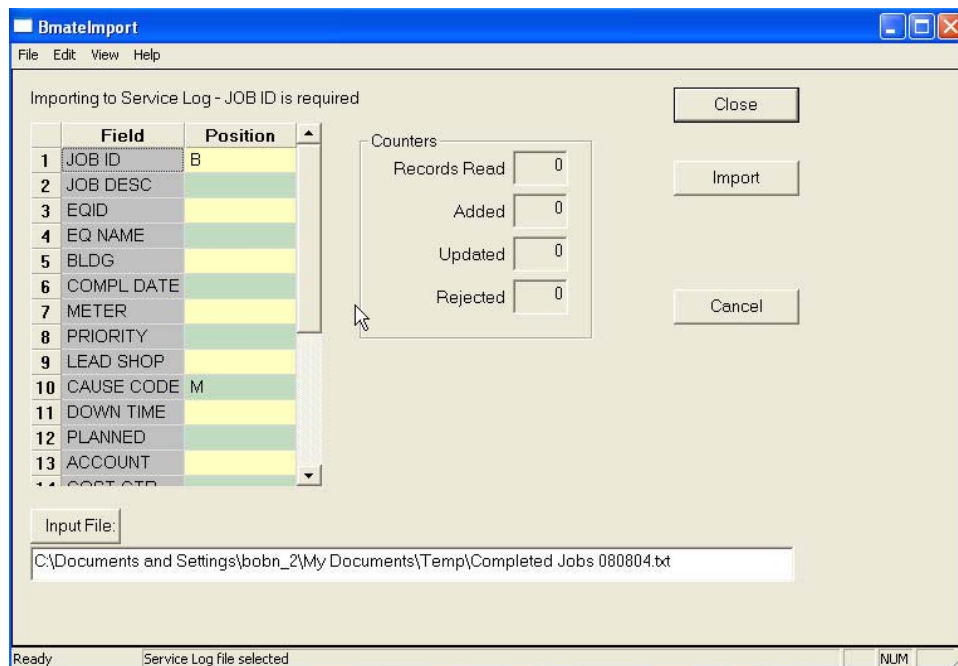 BmateImport
File Edit View Help
Importing to Service Log - JOB ID is required
Close
Field Position
1 JOB ID B
2 JOB DESC
3 EQID
4 EQ NAME
5 BLDG
6 COMPL DATE
7 METER
8 PRIORITY
9 LEAD SHOP
10 CAUSE CODE M
11 DOWN TIME
12 PLANNED
13 ACCOUNT
14 COST CTR
Counters
Records Read 0
Added 0
Updated 0
Rejected 0
Import
Cancel
Input File:
C:\Documents and Settings\bobn_2\My Documents\Temp\Completed Jobs 080804.txt
Ready Service Log file selected NUM